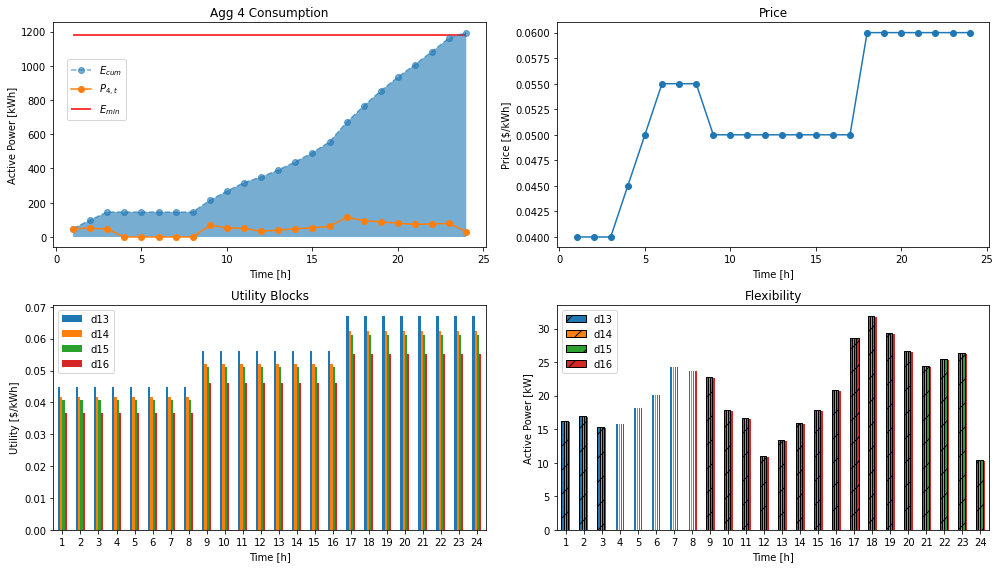 Agg 4 Consumption
Active Power [kWh]
1200
1000
800
600
400
200
0
E_cum
P_4,t
E_min
0 5 10 15 20 25
Time [h]
Price
Price [$/kWh]
0.0600
0.0575
0.0550
0.0525
0.0500
0.0475
0.0450
0.0425
0.0400
0 5 10 15 20 25
Time [h]
Utility Blocks
Utility [$/kWh]
0.07
0.06
0.05
0.04
0.03
0.02
0.01
0.00
d13
d14
d15
d16
1 2 3 4 5 6 7 8 9 10 11 12 13 14 15 16 17 18 19 20 21 22 23 24
Time [h]
Flexibility
Active Power [kW]
30
25
20
15
10
5
0
d13
d14
d15
d16
1 2 3 4 5 6 7 8 9 10 11 12 13 14 15 16 17 18 19 20 21 22 23 24
Time [h]